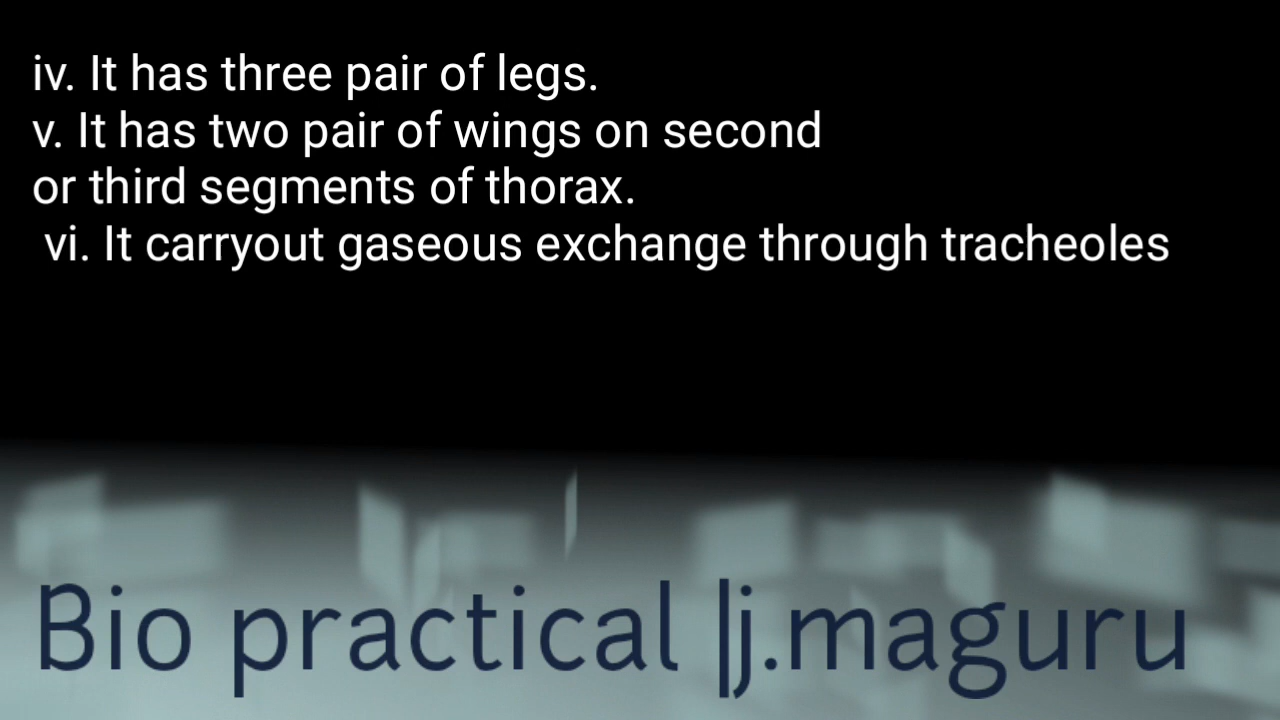 iv. It has three pair of legs.
v. It has two pair of wings on second
or third segments of thorax.
vi. It carryout gaseous exchange through tracheoles
Bio practical |j.maguru